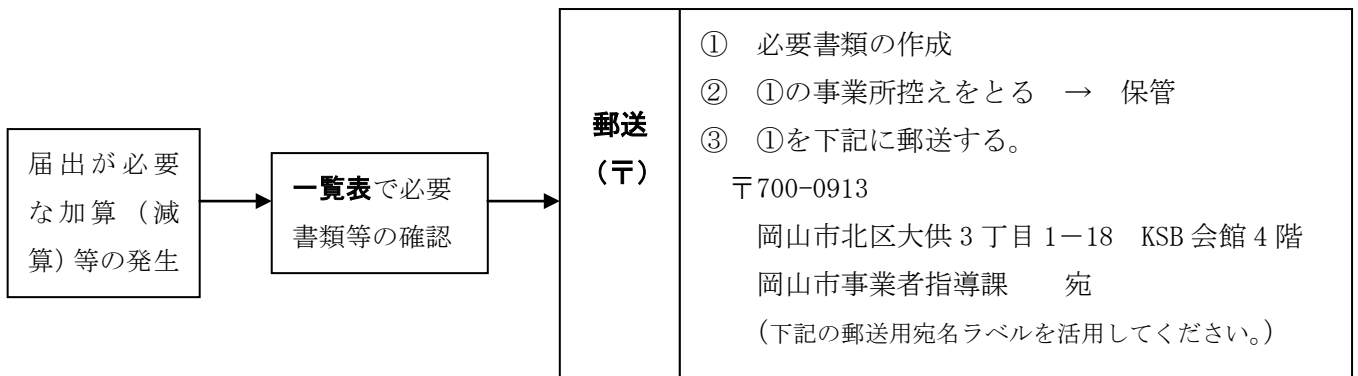 届出が必要
な加算（減
算）等の発生
一覧表で必要
書類等の確認
郵送
（〒）
① 必要書類の作成
② ①の事業所控えをとる → 保管
③ ①を下記に郵送する。
〒700-0913
岡山市北区大供3丁目1－18 KSB会館4階
岡山市事業者指導課 宛
(下記の郵送用宛名ラベルを活用してください。)